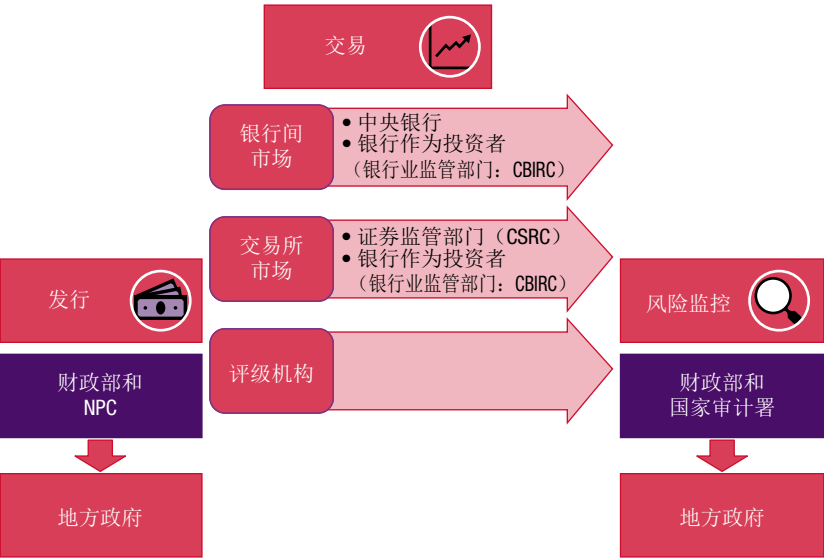 交易
银行间
市场
• 中央银行
• 银行作为投资者
（银行业监管部门：CBIRC）
交易所
市场
• 证券监管部门（CSRC）
• 银行作为投资者
（银行业监管部门：CBIRC）
评级机构
发行
财政部和
NPC
地方政府
风险监控
财政部和
国家审计署
地方政府